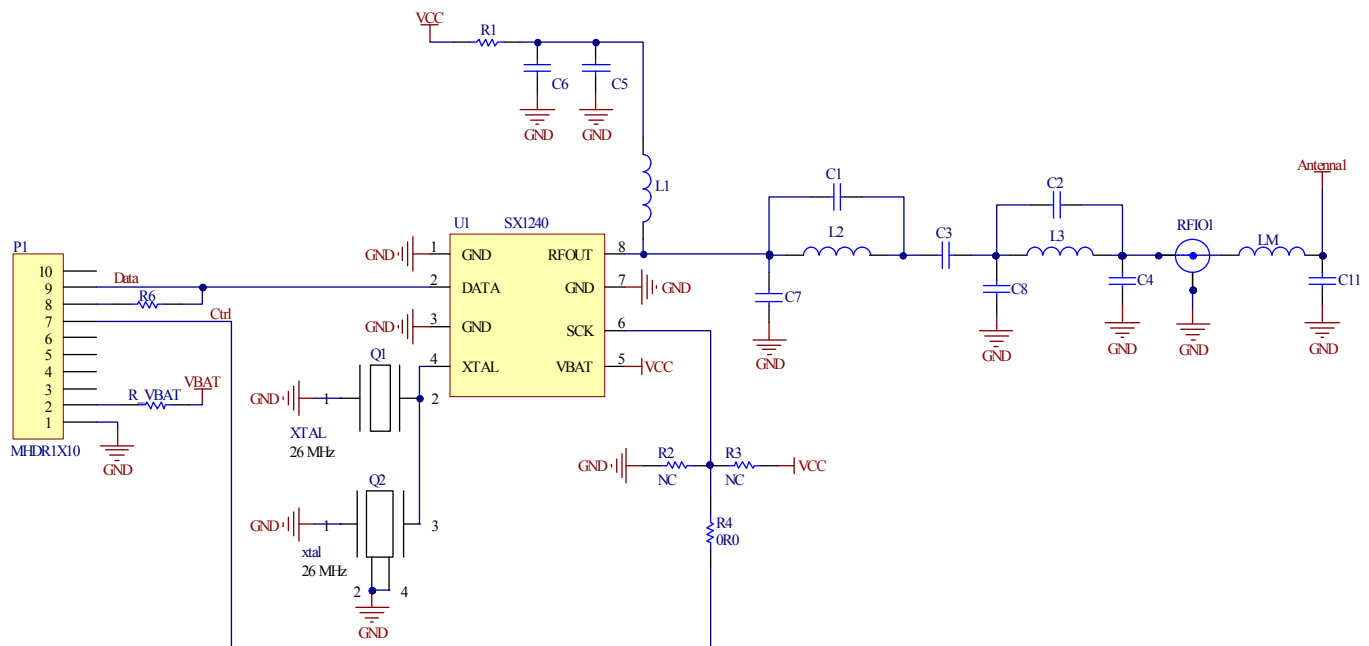 VCC
R1
C6
C5
GND
GND
L1
Antenna1
C1
C2
L2
C3
L3
RFIO1
LM
C7
C8
C4
C11
GND
GND
GND
GND
GND
U1 SX1240
GND 1 GND RFOUT 8
2 DATA GND 7 GND
GND 3 GND SCK 6
4 XTAL VBAT 5 VCC
P1
10
9 Data
8 R6
7 Ctrl
6
5
4
3
2 R_VBAT VBAT
1
GND
MHDR1X10
Q1
GND 1 2
XTAL
26 MHz
Q2
GND 1 3
xtal
26 MHz
2 4
GND
GND R2 R3 VCC
NC NC
R4
0R0